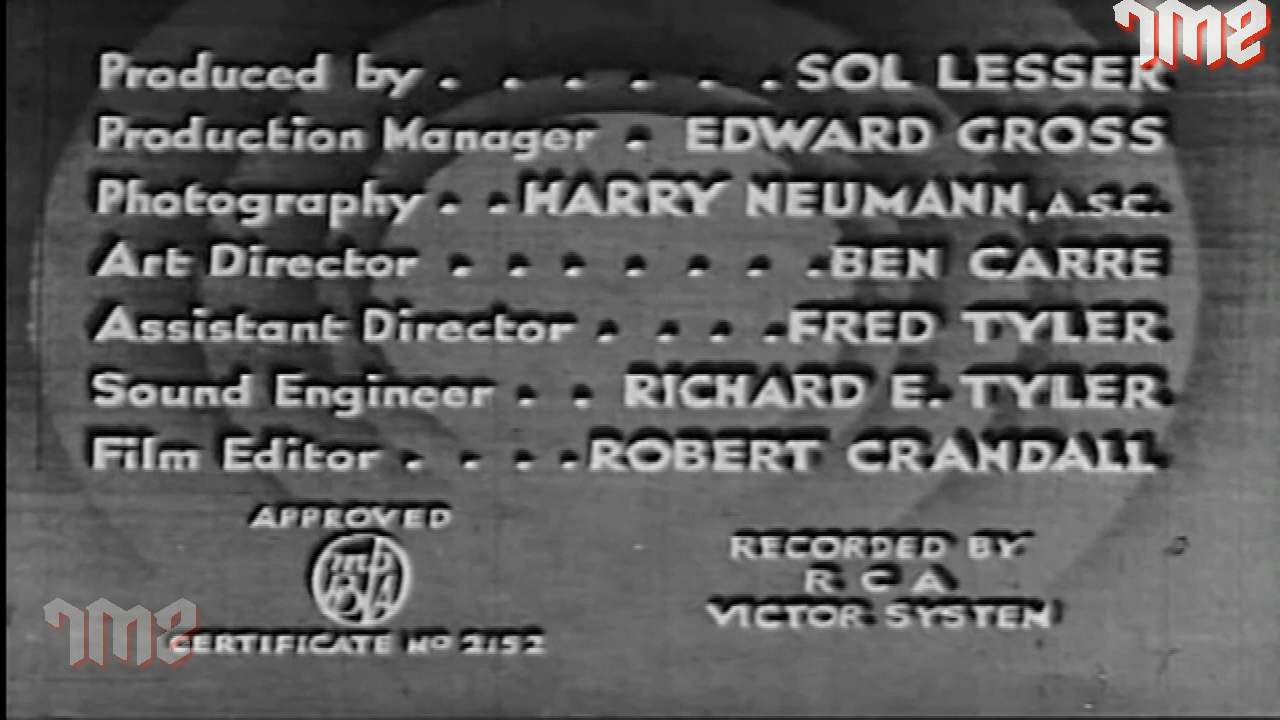 Produced by . . . . . . SOL LESSER
Production Manager . EDWARD GROSS
Photography . . HARRY NEUMANN, A.S.C.
Art Director . . . . . . . BEN CARRE
Assistant Director . . . . FRED TYLER
Sound Engineer . . RICHARD E. TYLER
Film Editor . . . . ROBERT CRANDALL
APPROVED
CERTIFICATE No 2152
RECORDED BY
R C A
VICTOR SYSTEM